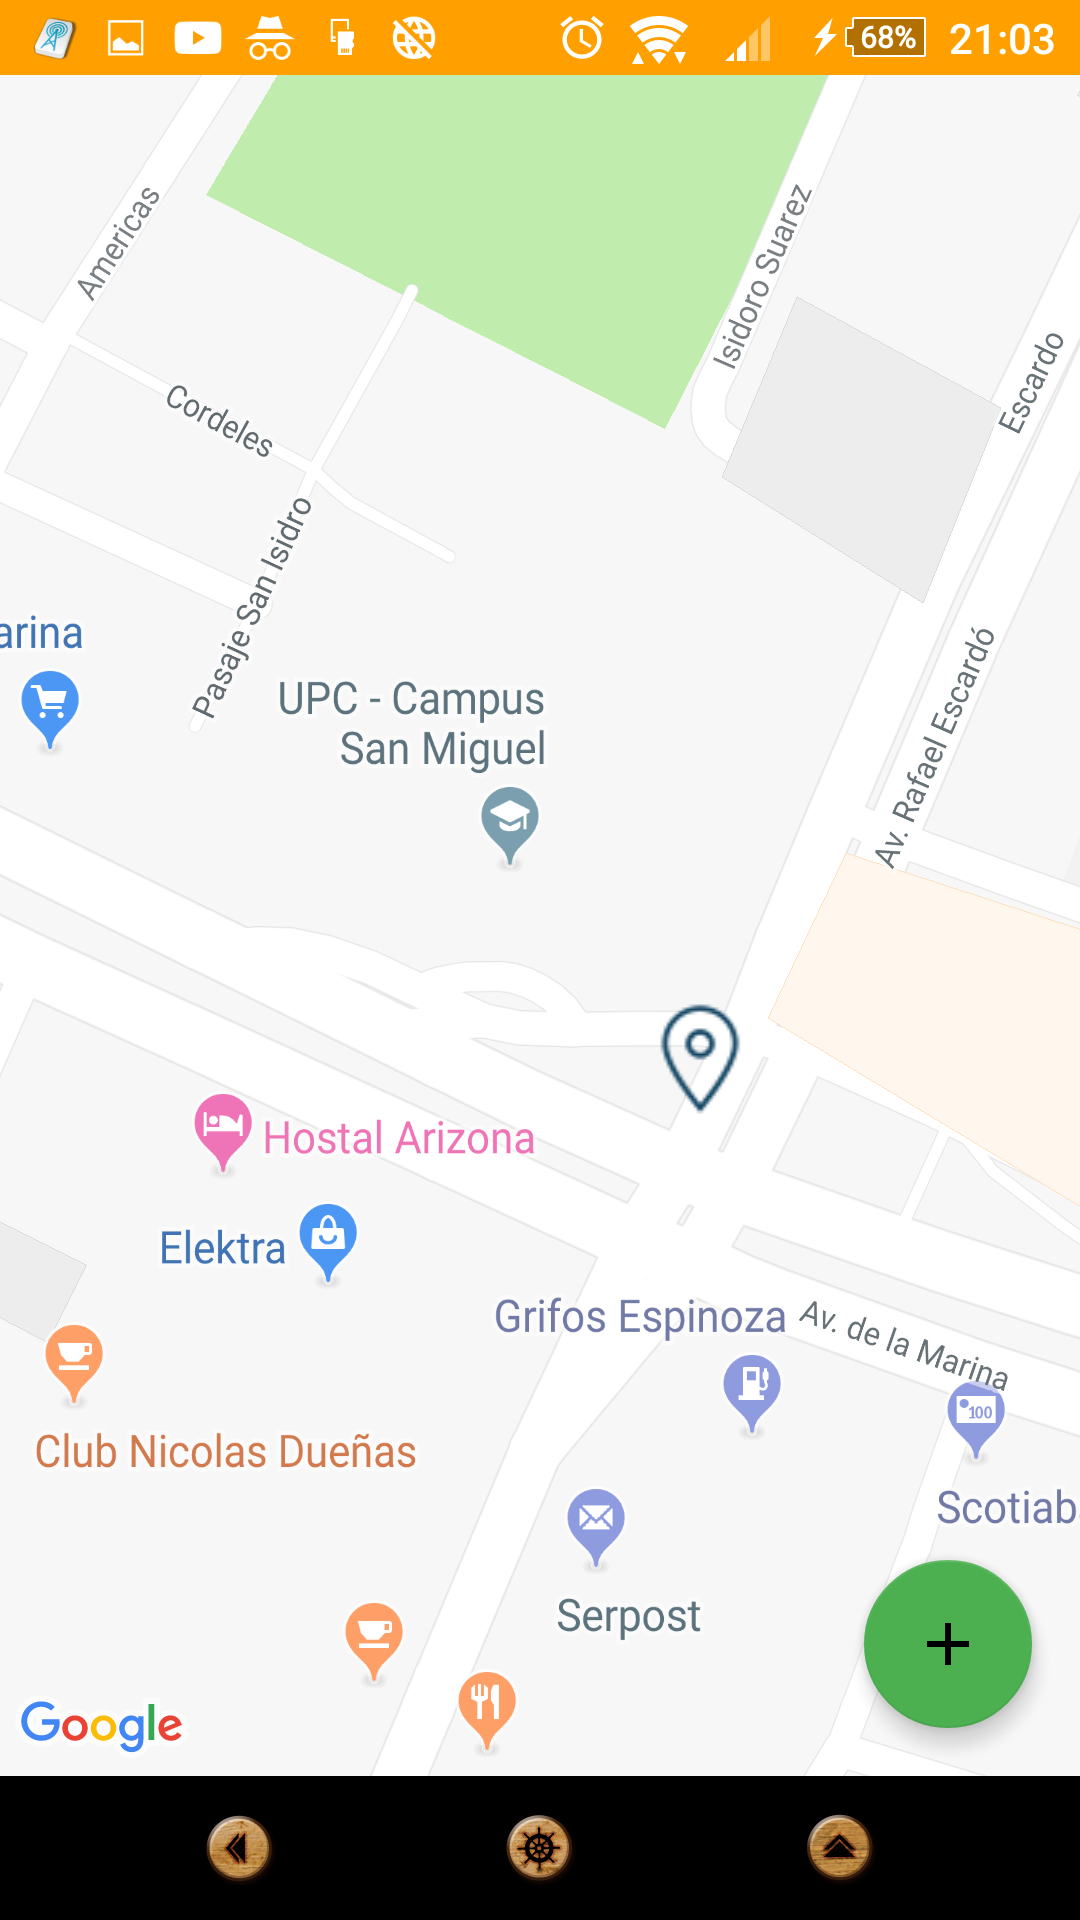 68%
21:03
Americas
Isidoro Suarez
Escardo
Cordeles
Pasaje San Isidro
arina
UPC - Campus
San Miguel
Av. Rafael Escardó
Hostal Arizona
Elektra
Grifos Espinoza
Av. de la Marina
100
Club Nicolas Dueñas
Scotiab
Serpost
Google